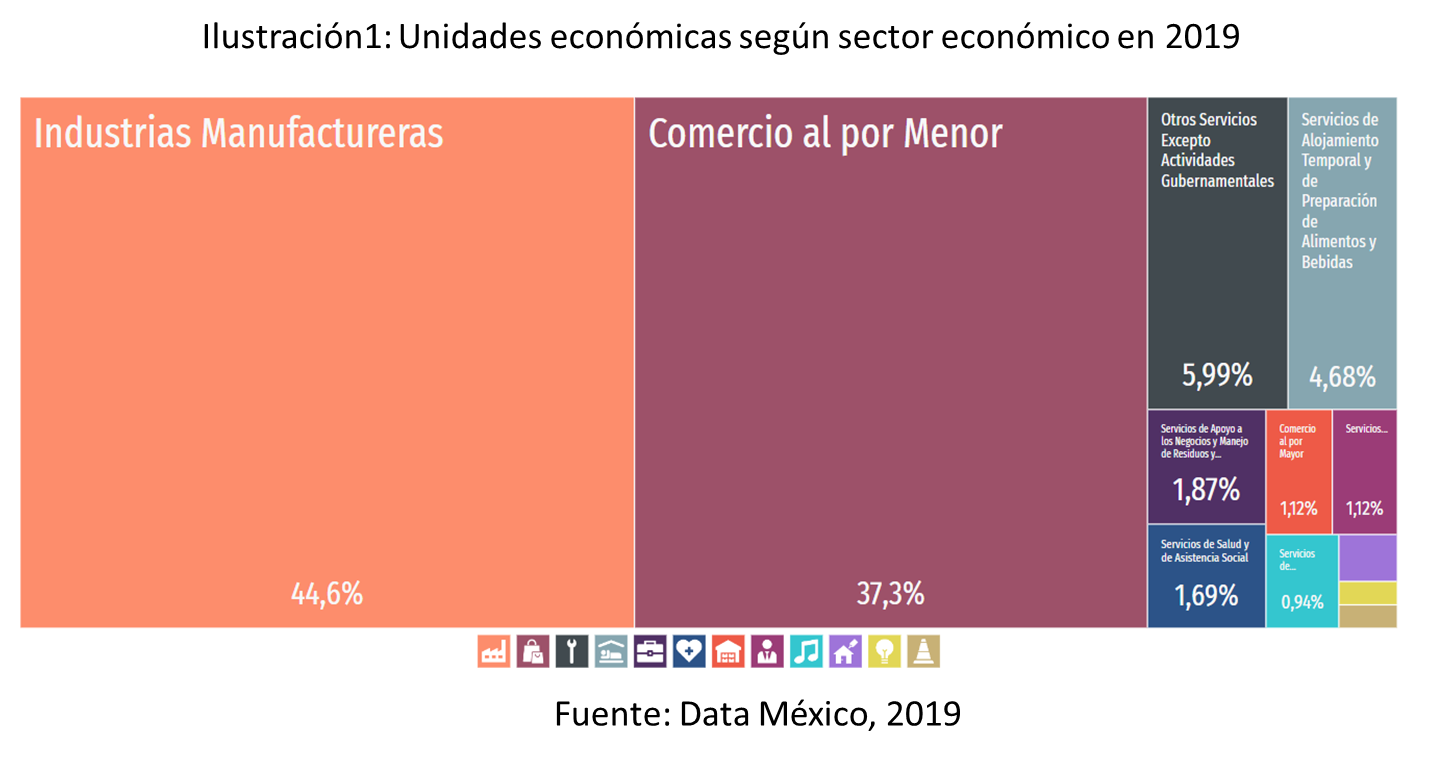 Ilustración1: Unidades económicas según sector económico en 2019
Industrias Manufactureras
44,6%
Comercio al por Menor
37,3%
Otros Servicios
Excepto
Actividades
Gubernamentales
5,99%
Servicios de
Alojamiento
Temporal y
de
Preparación
de
Alimentos y
Bebidas
4,68%
Servicios de Apoyo a
los Negocios y Manejo
de Residuos y...
1,87%
Comercio
al por
Mayor
1,12%
Servicios...
1,12%
Servicios de Salud y
de Asistencia Social
1,69%
Servicios
de...
0,94%
Fuente: Data México, 2019